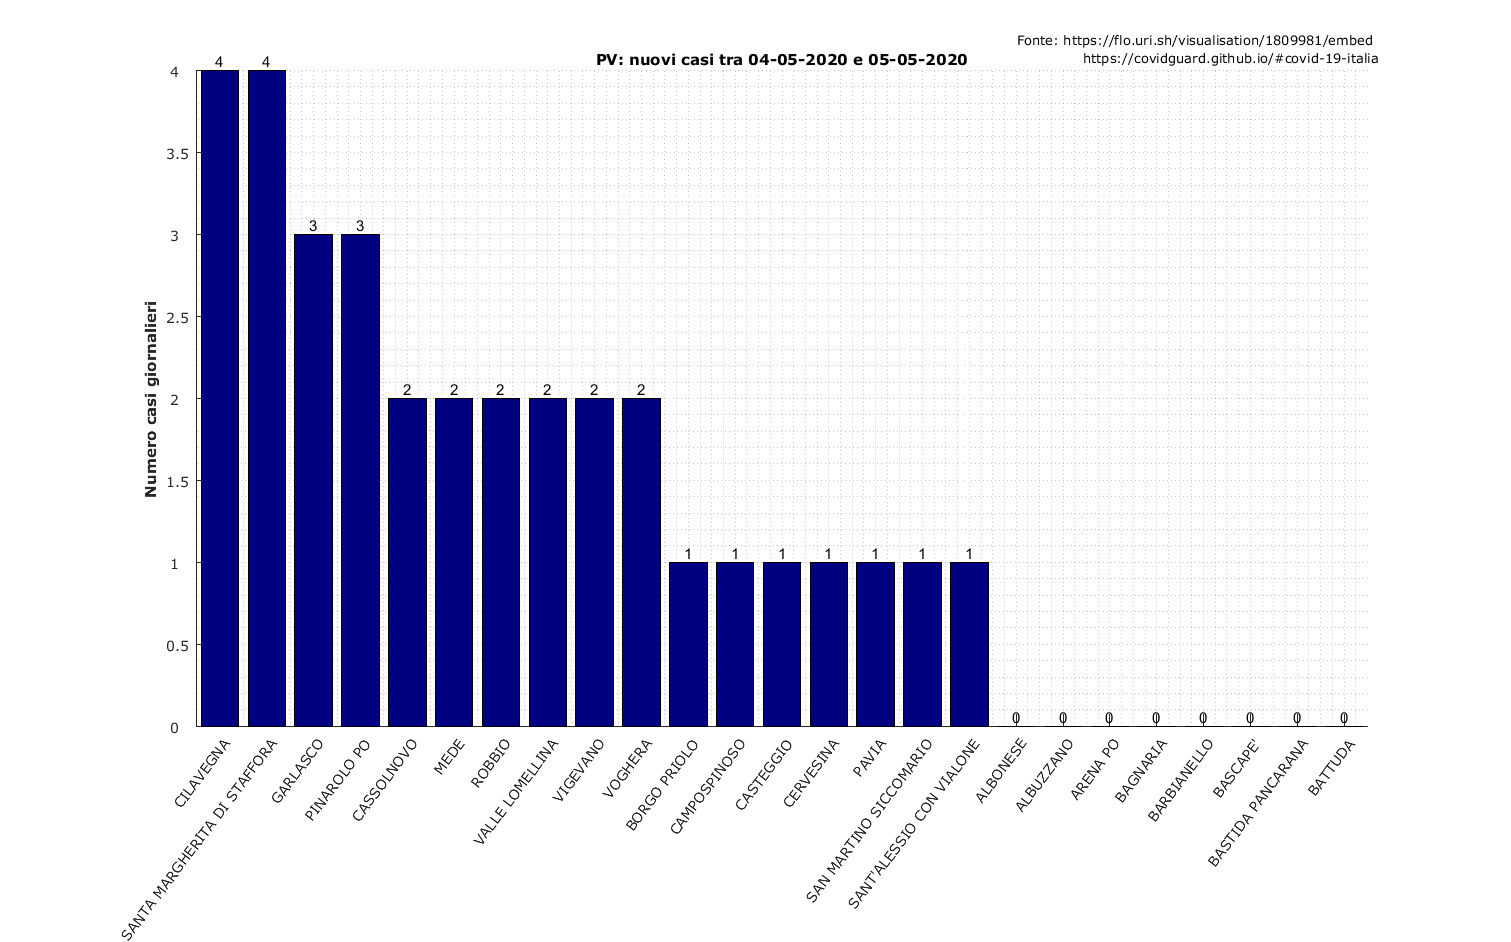 Fonte: https://flo.uri.sh/visualisation/1809981/embed
https://covidguard.github.io/#covid-19-italia
PV: nuovi casi tra 04-05-2020 e 05-05-2020
Numero casi giornalieri
4
3.5
3
2.5
2
1.5
1
0.5
0
4 4 3 3 2 2 2 2 2 2 1 1 1 1 1 1 1 0 0 0 0 0 0 0 0
CILAVEGNA
SANTA MARGHERITA DI STAFFORA
GARLASCO
PINAROLO PO
CASSOLNOVO
MEDE
ROBBIO
VALLE LOMELLINA
VIGEVANO
VOGHERA
BORGO PRIOLO
CAMPOSPINOSO
CASTEGGIO
CERVESINA
PAVIA
SAN MARTINO SICCOMARIO
SANT'ALESSIO CON VIALONE
ALBONESE
ALBUZZANO
ARENA PO
BAGNARIA
BARBIANELLO
BASCAPE'
BASTIDA PANCARANA
BATTUDA